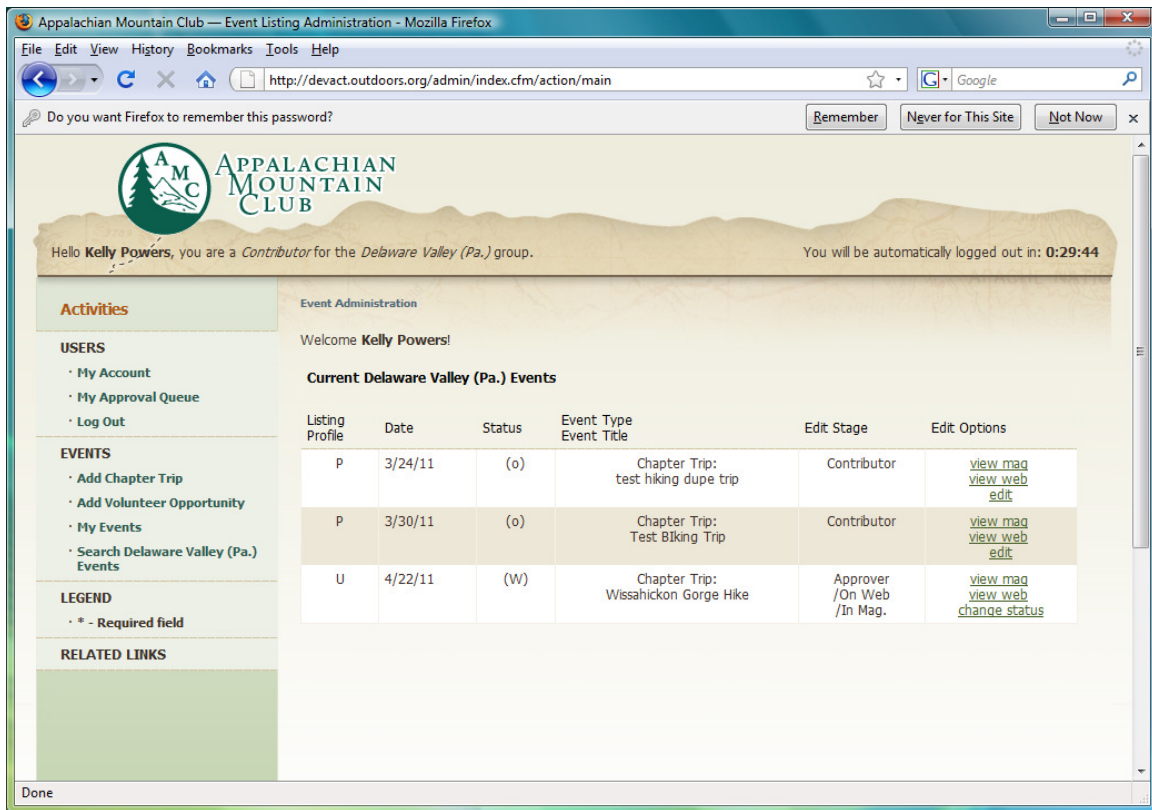 Appalachian Mountain Club — Event Listing Administration - Mozilla Firefox
File Edit View History Bookmarks Tools Help
http://devact.outdoors.org/admin/index.cfm/action/main
G Google
Do you want Firefox to remember this password? Remember Never for This Site Not Now x
AMC
APPALACHIAN
MOUNTAIN
CLUB
Hello Kelly Powers, you are a Contributor for the Delaware Valley (Pa.) group. You will be automatically logged out in: 0:29:44
Activities
USERS
· My Account
· My Approval Queue
· Log Out
EVENTS
· Add Chapter Trip
· Add Volunteer Opportunity
· My Events
· Search Delaware Valley (Pa.)
Events
LEGEND
· * - Required field
RELATED LINKS
Event Administration
Welcome Kelly Powers!
Current Delaware Valley (Pa.) Events
Listing Profile Date Status Event Type Event Title Edit Stage Edit Options
P 3/24/11 (o) Chapter Trip: Contributor view mag
test hiking dupe trip view web
edit
P 3/30/11 (o) Chapter Trip: Contributor view mag
Test BIking Trip view web
edit
U 4/22/11 (W) Chapter Trip: Approver view mag
Wissahickon Gorge Hike /On Web view web
/In Mag. change status
Done